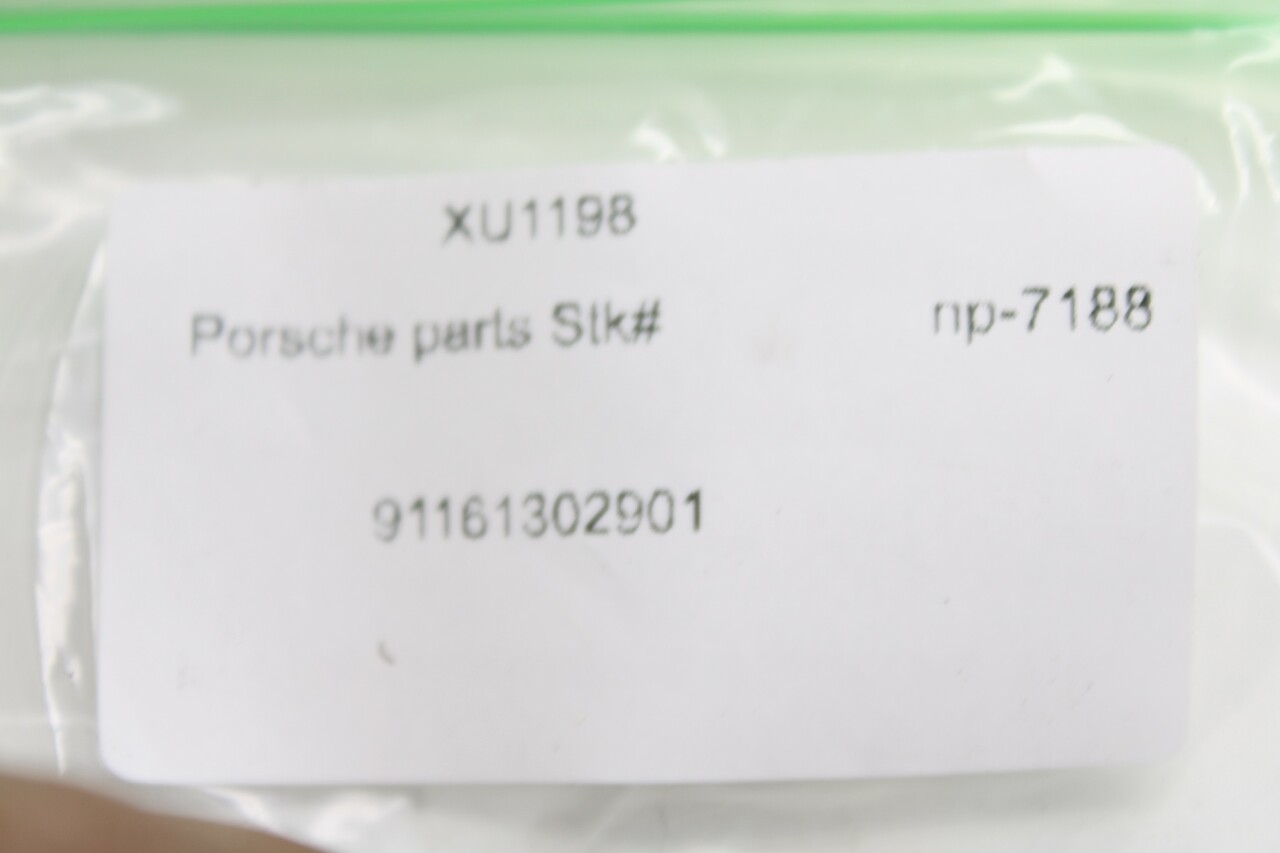 XU1198
Porsche parts Stk# np-7188
91161302901